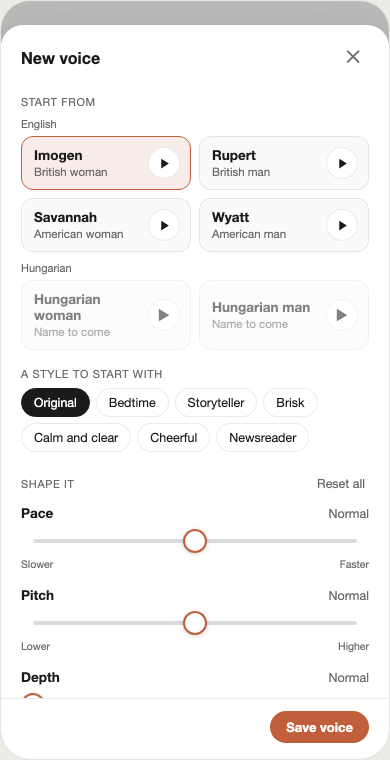 New voice
START FROM
English
Imogen
British woman
Rupert
British man
Savannah
American woman
Wyatt
American man
Hungarian
Hungarian
woman
Name to come
Hungarian man
Name to come
A STYLE TO START WITH
Original
Bedtime
Storyteller
Brisk
Calm and clear
Cheerful
Newsreader
SHAPE IT
Reset all
Pace
Normal
Slower
Faster
Pitch
Normal
Lower
Higher
Depth
Normal
Save voice